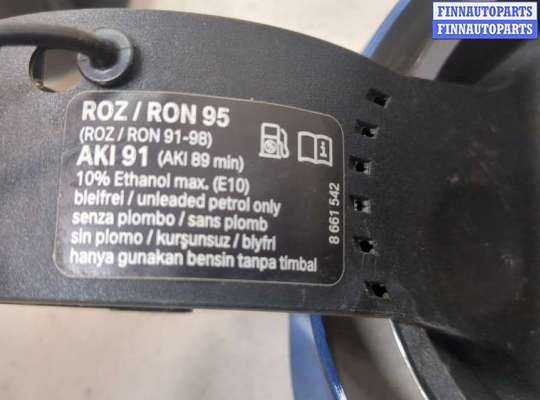 FINNAUTOPARTS
FINNAUTOPARTS
ROZ / RON 95
(ROZ / RON 91-98)
AKI 91 (AKI 89 min)
10% Ethanol max. (E10)
bleifrei / unleaded petrol only
senza piombo / sans plomb
sin plomo / kurşunsuz / blyfri
hanya gunakan bensin tanpa timbal
8 661 542